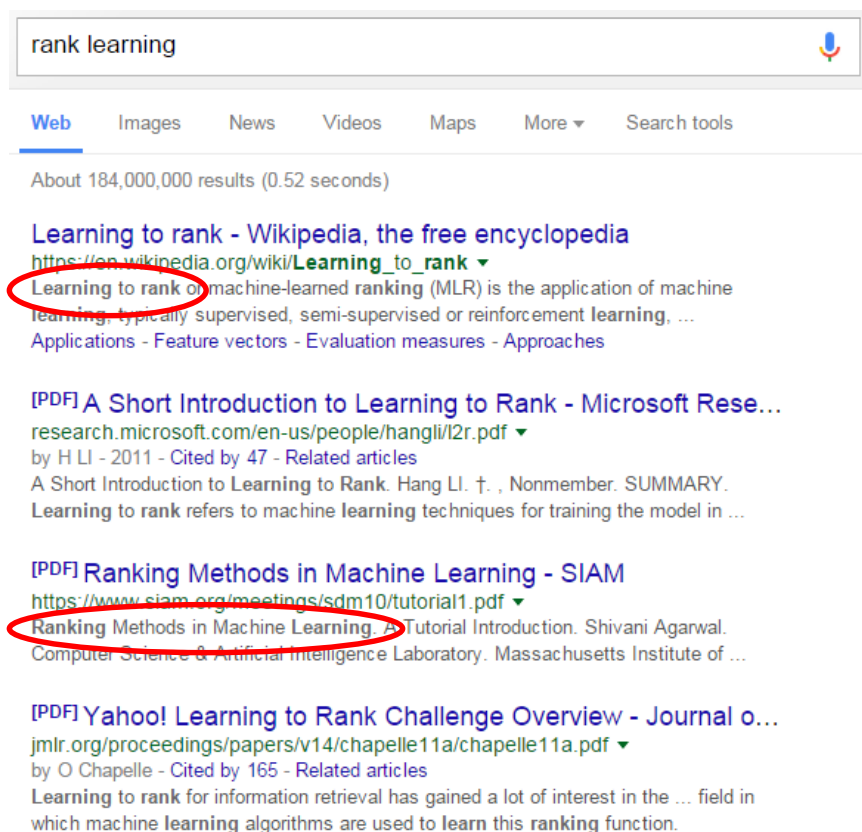 rank learning
Web Images News Videos Maps More Search tools
About 184,000,000 results (0.52 seconds)
Learning to rank - Wikipedia, the free encyclopedia
https://en.wikipedia.org/wiki/Learning_to_rank
Learning to rank or machine-learned ranking (MLR) is the application of machine
learning, typically supervised, semi-supervised or reinforcement learning, ...
Applications - Feature vectors - Evaluation measures - Approaches
[PDF] A Short Introduction to Learning to Rank - Microsoft Rese...
research.microsoft.com/en-us/people/hangli/l2r.pdf
by H LI - 2011 - Cited by 47 - Related articles
A Short Introduction to Learning to Rank. Hang LI. †. , Nonmember. SUMMARY.
Learning to rank refers to machine learning techniques for training the model in ...
[PDF] Ranking Methods in Machine Learning - SIAM
https://www.siam.org/meetings/sdm10/tutorial1.pdf
Ranking Methods in Machine Learning. A Tutorial Introduction. Shivani Agarwal.
Computer Science & Artificial Intelligence Laboratory. Massachusetts Institute of ...
[PDF] Yahoo! Learning to Rank Challenge Overview - Journal o...
jmlr.org/proceedings/papers/v14/chapelle11a/chapelle11a.pdf
by O Chapelle - Cited by 165 - Related articles
Learning to rank for information retrieval has gained a lot of interest in the ... field in
which machine learning algorithms are used to learn this ranking function.